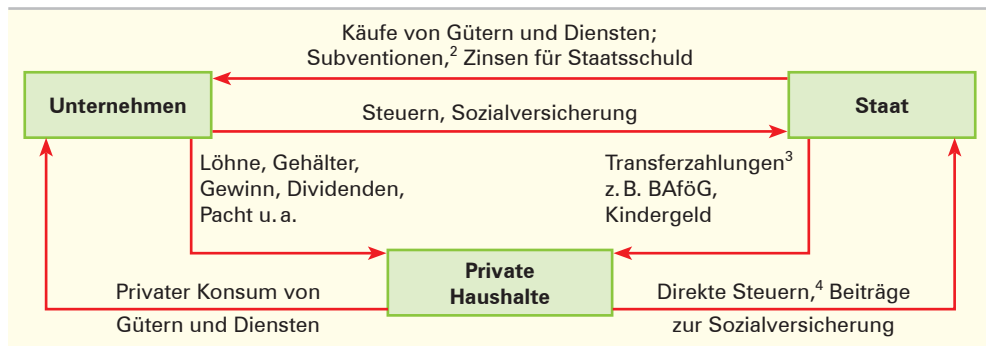 Käufe von Gütern und Diensten;
Subventionen,² Zinsen für Staatsschuld
Unternehmen
Staat
Steuern, Sozialversicherung
Löhne, Gehälter,
Gewinn, Dividenden,
Pacht u. a.
Transferzahlungen³
z. B. BAföG,
Kindergeld
Private
Haushalte
Privater Konsum von
Gütern und Diensten
Direkte Steuern,⁴ Beiträge
zur Sozialversicherung